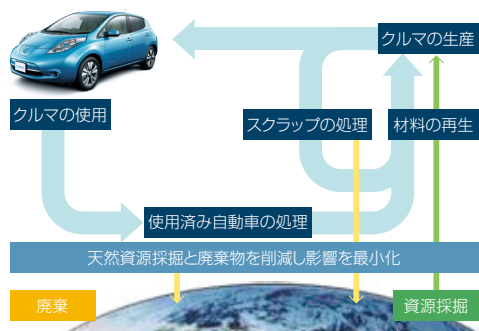 クルマの生産
クルマの使用
スクラップの処理
材料の再生
使用済み自動車の処理
天然資源採掘と廃棄物を削減し影響を最小化
廃棄
資源採掘